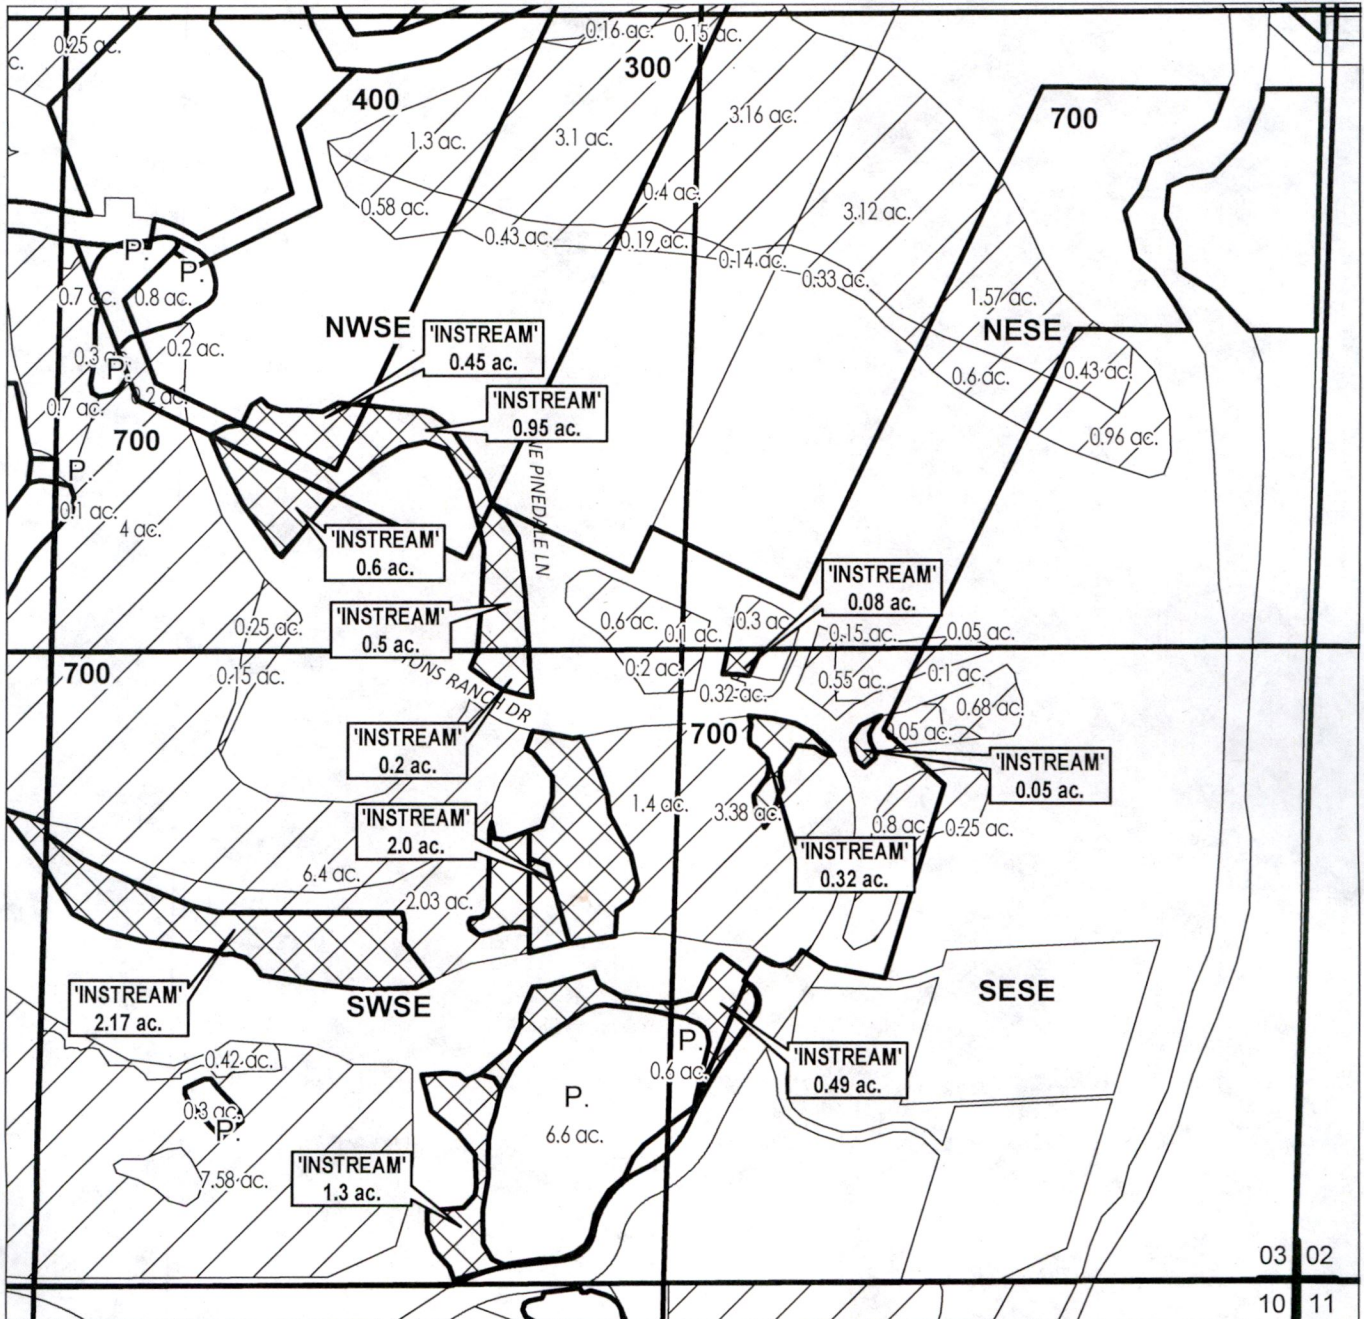 0.25 ac.
c.
0.16 ac.
0.15 ac.
300
400
3.16 ac.
700
1.3 ac.
3.1 ac.
0.4 ac.
0.58 ac.
3.12 ac.
0.43 ac.
0.19 ac.
0.14 ac.
0.33 ac.
P.
P.
0.7 ac.
0.8 ac.
1.57 ac.
NWSE
NESE
'INSTREAM'
0.45 ac.
0.2 ac.
P.
0.6 ac.
0.43 ac.
0.7 ac.
0.2 ac.
'INSTREAM'
0.95 ac.
0.96 ac.
700
P.
NE PINEDALE LN
0.1 ac.
4 ac.
'INSTREAM'
0.6 ac.
'INSTREAM'
0.08 ac.
'INSTREAM'
0.5 ac.
0.25 ac.
0.6 ac.
0.1 ac.
0.3 ac.
0.15 ac.
0.05 ac.
700
0.15 ac.
RANCH DR
0.2 ac.
0.32 ac.
0.55 ac.
0.1 ac.
0.68 ac.
700
05 ac.
'INSTREAM'
0.2 ac.
'INSTREAM'
0.05 ac.
1.4 ac.
3.38 ac.
0.8 ac.
0.25 ac.
'INSTREAM'
2.0 ac.
'INSTREAM'
0.32 ac.
6.4 ac.
2.03 ac.
'INSTREAM'
2.17 ac.
SWSE
SESE
P.
0.6 ac.
'INSTREAM'
0.49 ac.
0.42 ac.
0.3 ac.
P.
P.
6.6 ac.
'INSTREAM'
1.3 ac.
7.58 ac.
03 02
10 11